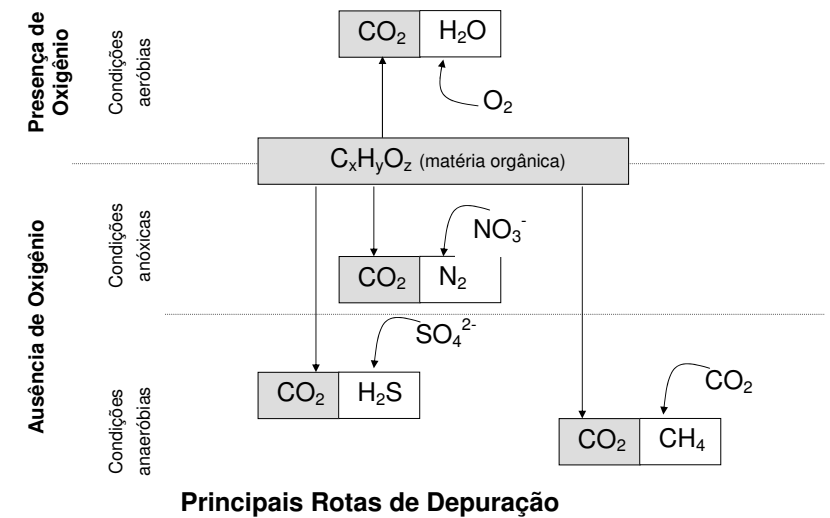 Presença de
Oxigênio
Condições
aeróbias
CO₂ H₂O
O₂
CₓHᵧO_z (matéria orgânica)
Ausência de Oxigênio
Condições
anóxicas
NO₃⁻
CO₂ N₂
SO₄²⁻
Condições
anaeróbias
CO₂ H₂S
CO₂
CO₂ CH₄
Principais Rotas de Depuração